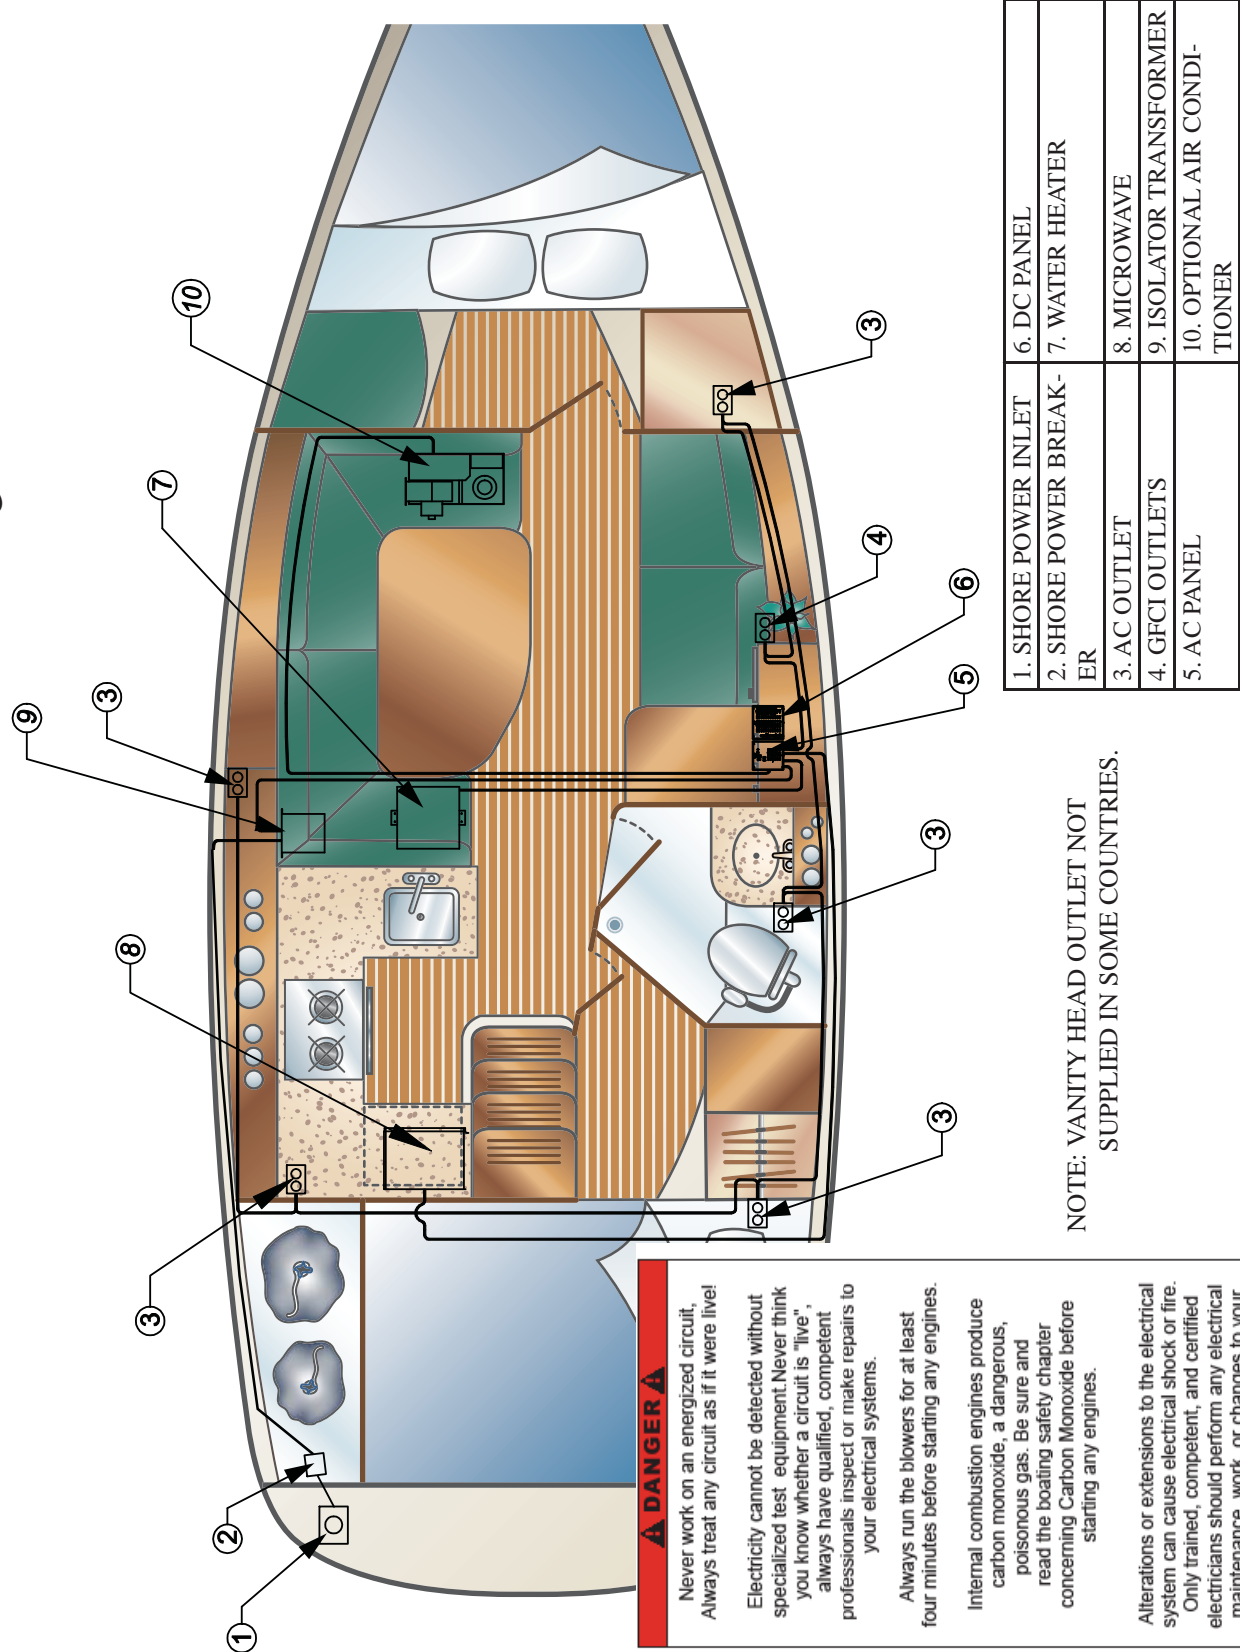 10
3
7
9
3
4
6
5
8
3
3
3
2
1
1. SHORE POWER INLET
6. DC PANEL
2. SHORE POWER BREAK-
ER
7. WATER HEATER
3. AC OUTLET
8. MICROWAVE
4. GFCI OUTLETS
9. ISOLATOR TRANSFORMER
5. AC PANEL
10. OPTIONAL AIR CONDI-
TIONER
NOTE: VANITY HEAD OUTLET NOT
SUPPLIED IN SOME COUNTRIES.
DANGER
Never work on an energized circuit,
Always treat any circuit as if it were live!
Electricity cannot be detected without
specialized test equipment.Never think
you know whether a circuit is "live",
always have qualified, competent
professionals inspect or make repairs to
your electrical systems.
Always run the blowers for at least
four minutes before starting any engines.
Internal combustion engines produce
carbon monoxide, a dangerous,
poisonous gas. Be sure and
read the boating safety chapter
concerning Carbon Monoxide before
starting any engines.
Alterations or extensions to the electrical
system can cause electrical shock or fire.
Only trained, competent, and certified
electricians should perform any electrical
maintenance, work, or changes to your